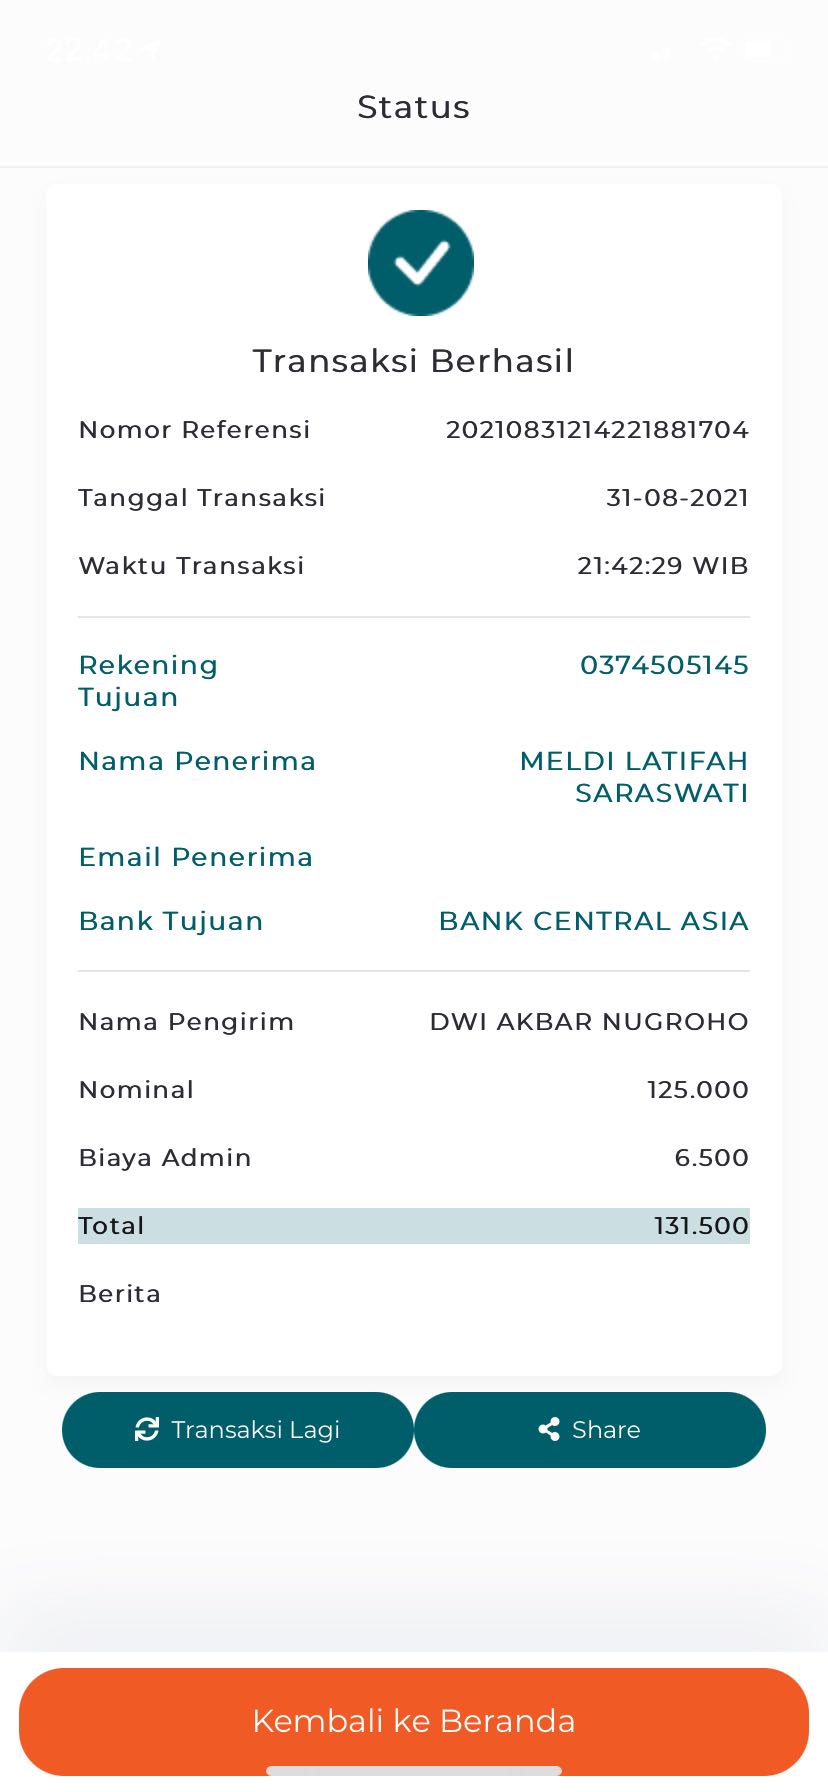 22.42
Status
Transaksi Berhasil
Nomor Referensi 20210831214221881704
Tanggal Transaksi 31-08-2021
Waktu Transaksi 21:42:29 WIB
Rekening Tujuan 0374505145
Nama Penerima MELDI LATIFAH SARASWATI
Email Penerima
Bank Tujuan BANK CENTRAL ASIA
Nama Pengirim DWI AKBAR NUGROHO
Nominal 125.000
Biaya Admin 6.500
Total 131.500
Berita
Transaksi Lagi Share
Kembali ke Beranda